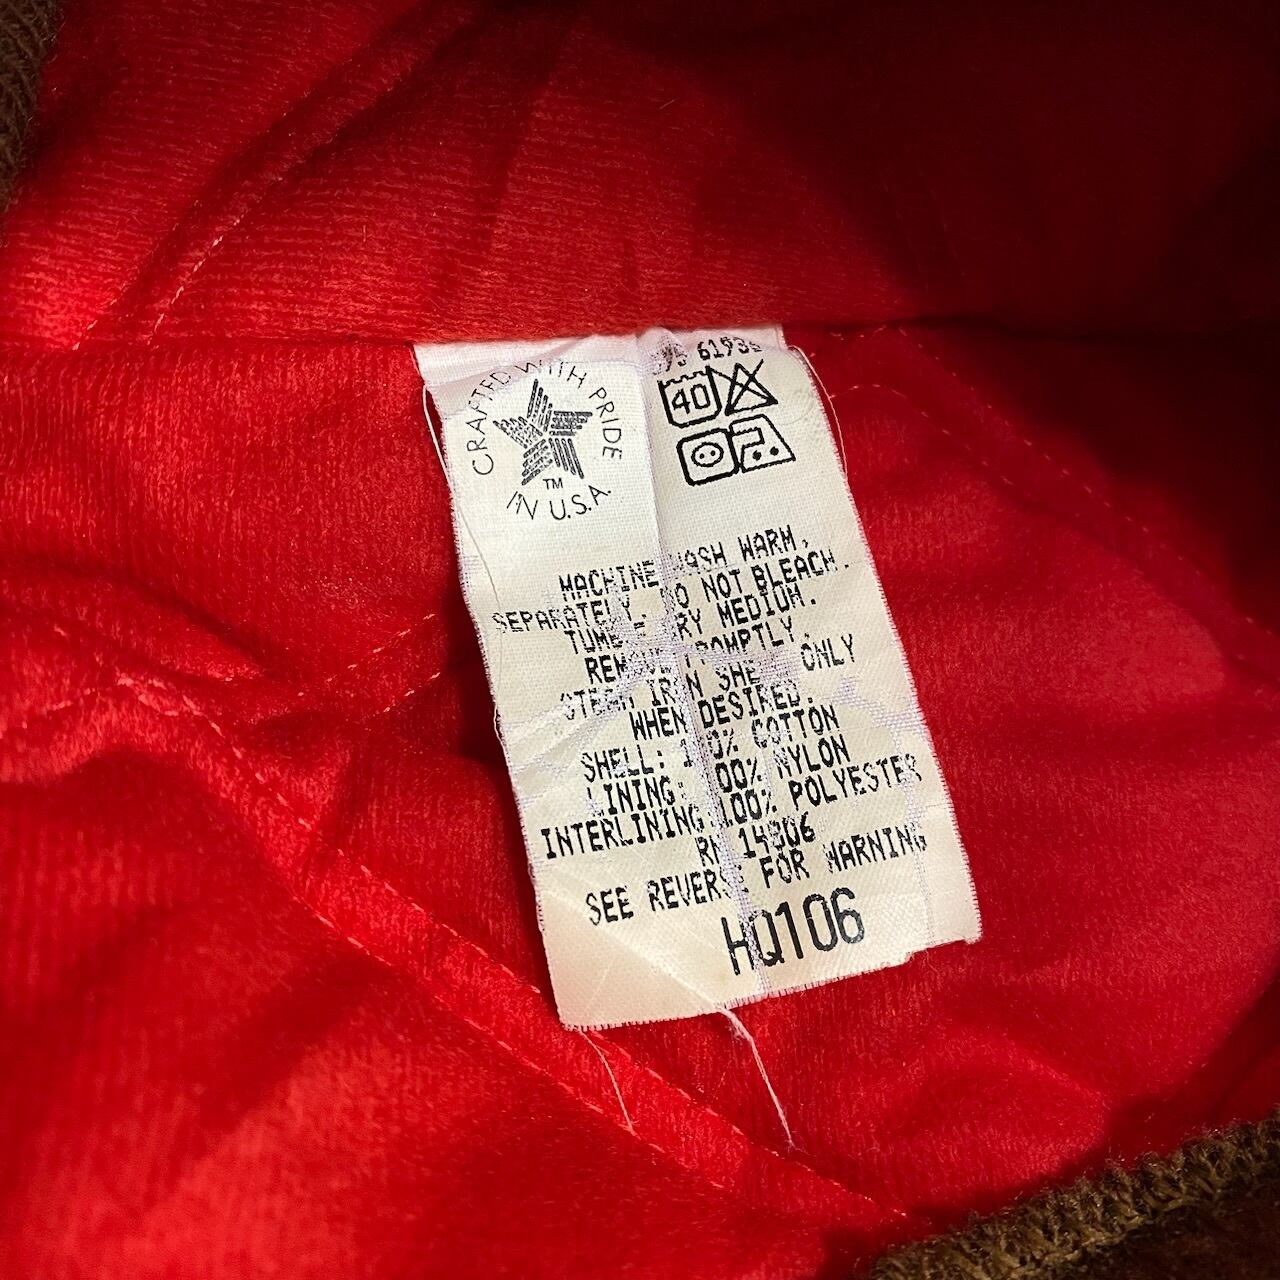 CRAFTED WITH PRIDE
IN U.S.A.
TM
40
MACHINE WASH WARM,
SEPARATELY. DO NOT BLEACH.
TUMBLE DRY MEDIUM.
REMOVE PROMPTLY.
STEAM IRON SHELL ONLY
WHEN DESIRED.
SHELL: 100% COTTON
LINING: 100% NYLON
INTERLINING 100% POLYESTER
RN 14806
SEE REVERSE FOR WARNING
HQ106